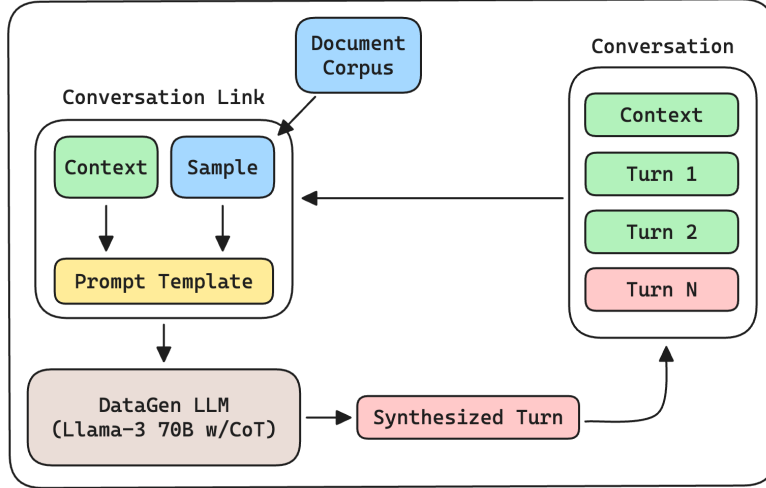 Document
Corpus
Conversation Link
Context
Sample
Prompt Template
DataGen LLM
(Llama-3 70B w/CoT)
Synthesized Turn
Conversation
Context
Turn 1
Turn 2
Turn N